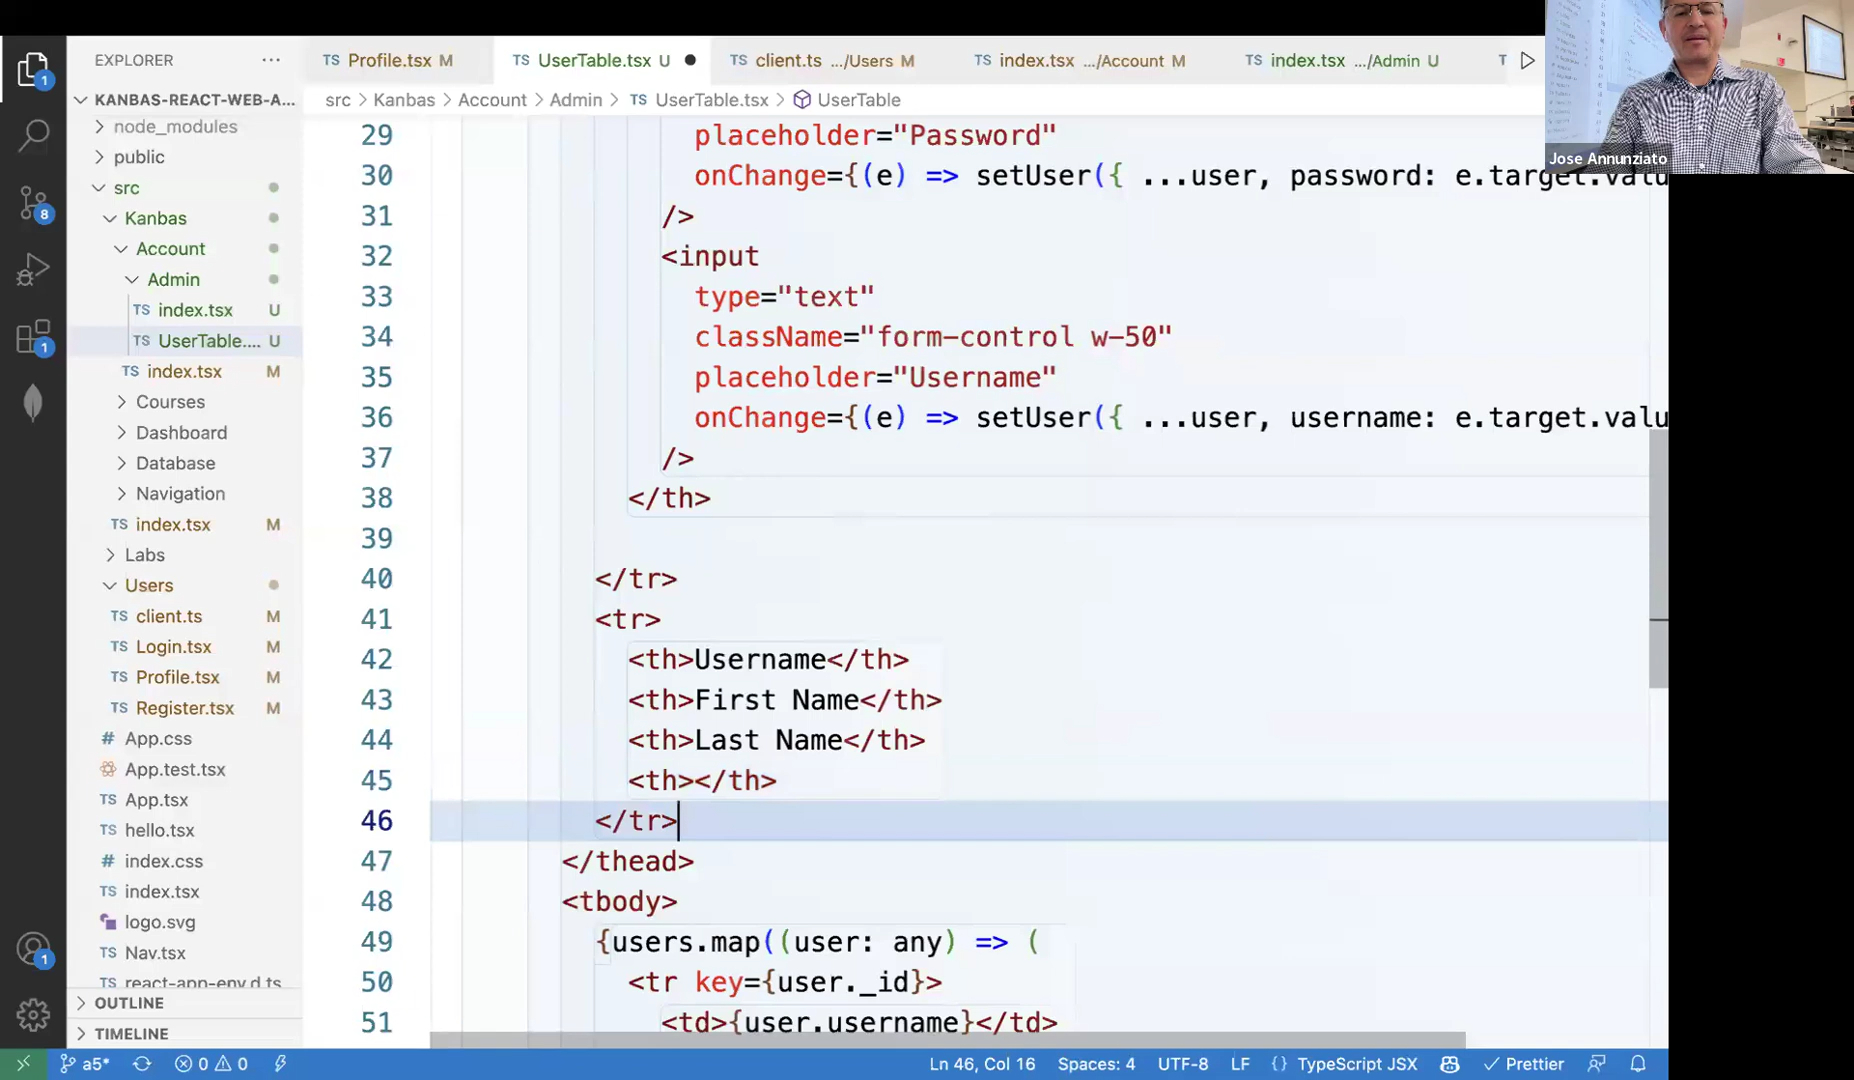 EXPLORER
KANBAS-REACT-WEB-A...
node_modules
public
src
Kanbas
Account
Admin
TS index.tsx U
TS UserTable.... U
TS index.tsx M
Courses
Dashboard
Database
Navigation
TS index.tsx M
Labs
Users
TS client.ts M
TS Login.tsx M
TS Profile.tsx M
TS Register.tsx M
# App.css
App.test.tsx
TS App.tsx
TS hello.tsx
# index.css
TS index.tsx
logo.svg
TS Nav.tsx
TS react-app-env.d.ts
OUTLINE
TIMELINE
TS Profile.tsx M
TS UserTable.tsx U
TS client.ts .../Users M
TS index.tsx .../Account M
TS index.tsx .../Admin U
src > Kanbas > Account > Admin > TS UserTable.tsx > UserTable
29 placeholder="Password"
30 onChange={(e) => setUser({ ...user, password: e.target.valu
31 />
32 <input
33 type="text"
34 className="form-control w-50"
35 placeholder="Username"
36 onChange={(e) => setUser({ ...user, username: e.target.valu
37 />
38 </th>
39
40 </tr>
41 <tr>
42 <th>Username</th>
43 <th>First Name</th>
44 <th>Last Name</th>
45 <th></th>
46 </tr>
47 </thead>
48 <tbody>
49 {users.map((user: any) => (
50 <tr key={user._id}>
51 <td>{user.username}</td>
Jose Annunziato
1
8
1
1
a5* 0 0 Ln 46, Col 16 Spaces: 4 UTF-8 LF {} TypeScript JSX Prettier